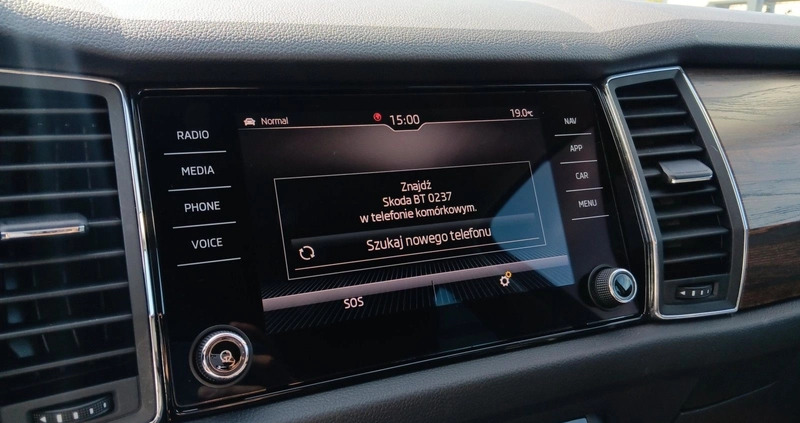 Normal 15:00 19.0°C
RADIO
MEDIA
PHONE
VOICE
Znajdź
Skoda BT 0237
w telefonie komórkowym.
Szukaj nowego telefonu
SOS
NAV
APP
CAR
MENU